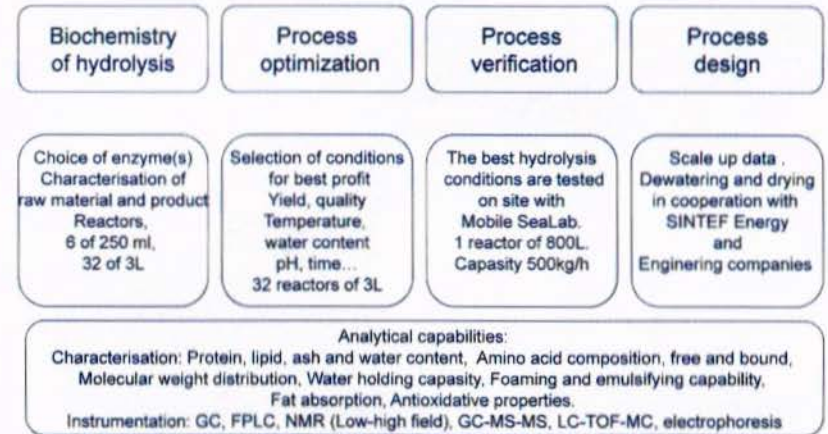 Biochemistry
of hydrolysis
Process
optimization
Process
verification
Process
design
Choice of enzyme(s)
Characterisation of
raw material and product
Reactors,
6 of 250 ml,
32 of 3L
Selection of conditions
for best profit
Yield, quality
Temperature,
water content
pH, time...
32 reactors of 3L
The best hydrolysis
conditions are tested
on site with
Mobile SeaLab.
1 reactor of 800L.
Capasity 500kg/h
Scale up data .
Dewatering and drying
in cooperation with
SINTEF Energy
and
Enginering companies
Analytical capabilities:
Characterisation: Protein, lipid, ash and water content, Amino acid composition, free and bound,
Molecular weight distribution, Water holding capasity, Foaming and emulsifying capability,
Fat absorption, Antioxidative properties.
Instrumentation: GC, FPLC, NMR (Low-high field), GC-MS-MS, LC-TOF-MC, electrophoresis